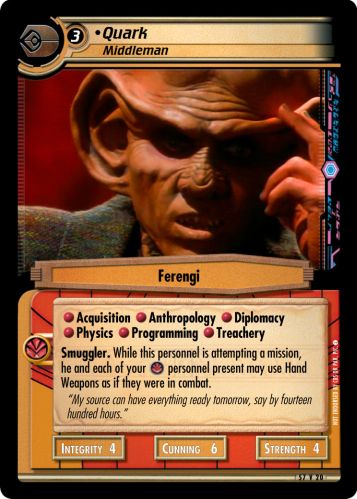 3 •Quark
Middleman
Ferengi
Acquisition Anthropology Diplomacy
Physics Programming Treachery
Smuggler. While this personnel is attempting a mission,
he and each of your personnel present may use Hand
Weapons as if they were in combat.
"My source can have everything ready tomorrow, say by fourteen
hundred hours."
INTEGRITY 4 CUNNING 6 STRENGTH 4
57 V 20